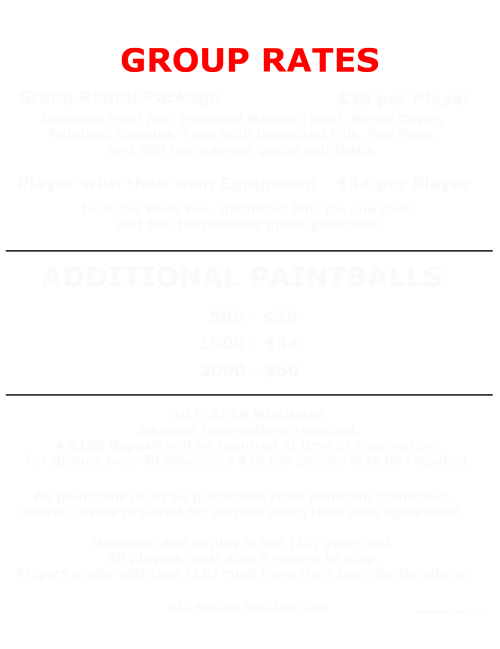 GROUP RATES
Group Rental Package $39 per Player
Includes Field Fee, Paintball Marker (gun), Barrel Cover,
Paintball Goggles, Tank with Unlimited Fills, Pod Pack,
and 500 tournament grade paintballs.
Player with their own Equipment $34 per Player
Includes Field Fee, Unlimited Fills for one tank,
and 500 tournament grade paintballs.
ADDITIONAL PAINTBALLS
500 - $20
1000 - $34
2000 - $60
10 PLAYER MINIMUM
Advance reservations required.
A $100 deposit will be required at time of reservation.
For groups over 20 players, a $10 per person may be required
All paintballs must be purchased from Paintball Command.
Barrel Covers required for players using their own equipment.
Minimum age to play is ten (10) years old.
All players must sign a waiver to play.
Players under eighteen (18) must have their parents signature.
ALL PRICES INCLUDE TAX